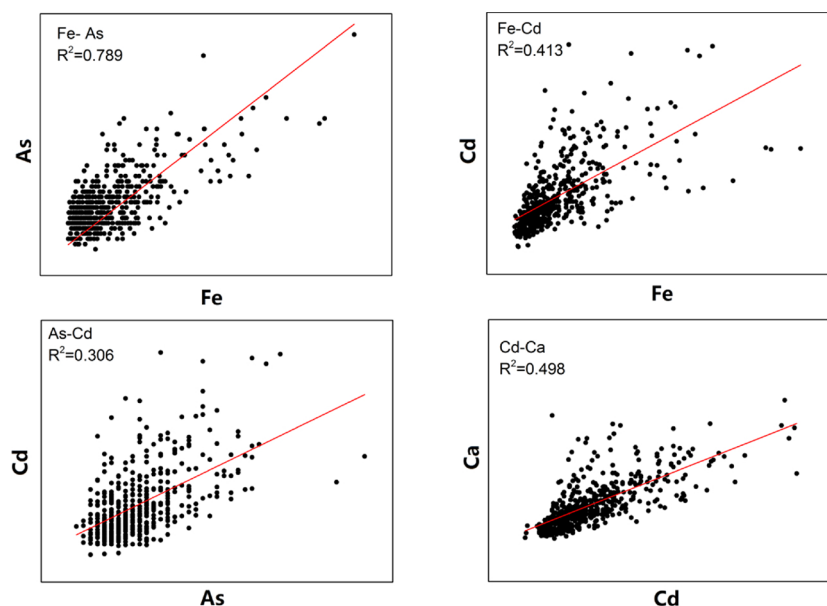 Fe- As
R²=0.789
As
Fe
Fe-Cd
R²=0.413
Cd
Fe
As-Cd
R²=0.306
Cd
As
Cd-Ca
R²=0.498
Ca
Cd